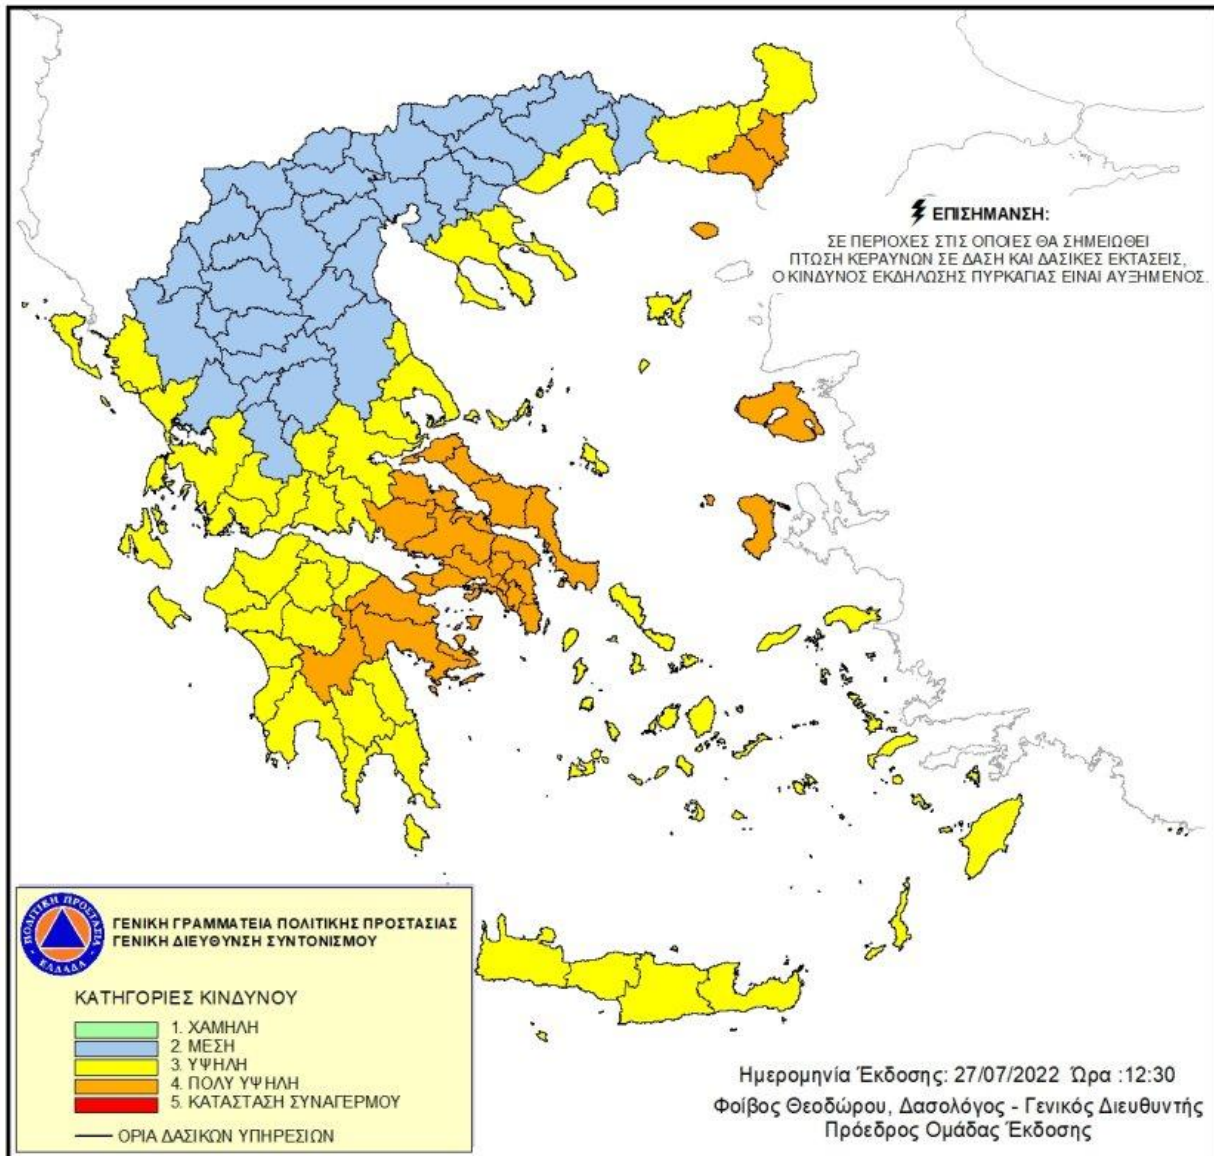 ΕΠΙΣΗΜΑΝΣΗ:
ΣΕ ΠΕΡΙΟΧΕΣ ΣΤΙΣ ΟΠΟΙΕΣ ΘΑ ΣΗΜΕΙΩΘΕΙ
ΠΤΩΣΗ ΚΕΡΑΥΝΩΝ ΣΕ ΔΑΣΗ ΚΑΙ ΔΑΣΙΚΕΣ ΕΚΤΑΣΕΙΣ,
Ο ΚΙΝΔΥΝΟΣ ΕΚΔΗΛΩΣΗΣ ΠΥΡΚΑΓΙΑΣ ΕΙΝΑΙ ΑΥΞΗΜΕΝΟΣ.
ΠΟΛΙΤΙΚΗ ΠΡΟΣΤΑΣΙΑ
ΕΛΛΑΔΑ
ΓΕΝΙΚΗ ΓΡΑΜΜΑΤΕΙΑ ΠΟΛΙΤΙΚΗΣ ΠΡΟΣΤΑΣΙΑΣ
ΓΕΝΙΚΗ ΔΙΕΥΘΥΝΣΗ ΣΥΝΤΟΝΙΣΜΟΥ
ΚΑΤΗΓΟΡΙΕΣ ΚΙΝΔΥΝΟΥ
1. ΧΑΜΗΛΗ
2. ΜΕΣΗ
3. ΥΨΗΛΗ
4. ΠΟΛΥ ΥΨΗΛΗ
5. ΚΑΤΑΣΤΑΣΗ ΣΥΝΑΓΕΡΜΟΥ
ΟΡΙΑ ΔΑΣΙΚΩΝ ΥΠΗΡΕΣΙΩΝ
Ημερομηνία Έκδοσης: 27/07/2022 Ώρα :12:30
Φοίβος Θεοδώρου, Δασολόγος - Γενικός Διευθυντής
Πρόεδρος Ομάδας Έκδοσης